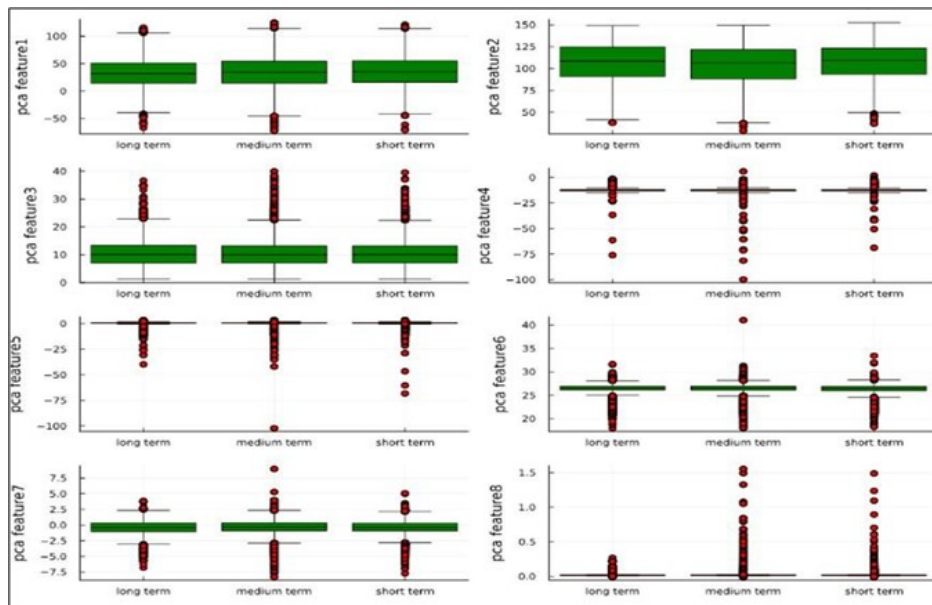 pca feature1
100
50
0
−50
long term
medium term
short term
pca feature2
150
125
100
75
50
long term
medium term
short term
pca feature3
40
30
20
10
0
long term
medium term
short term
pca feature4
0
−25
−50
−75
−100
long term
medium term
short term
pca feature5
0
−25
−50
−75
−100
long term
medium term
short term
pca feature6
40
35
30
25
20
long term
medium term
short term
pca feature7
7.5
5.0
2.5
0.0
−2.5
−5.0
−7.5
long term
medium term
short term
pca feature8
1.5
1.0
0.5
0.0
long term
medium term
short term